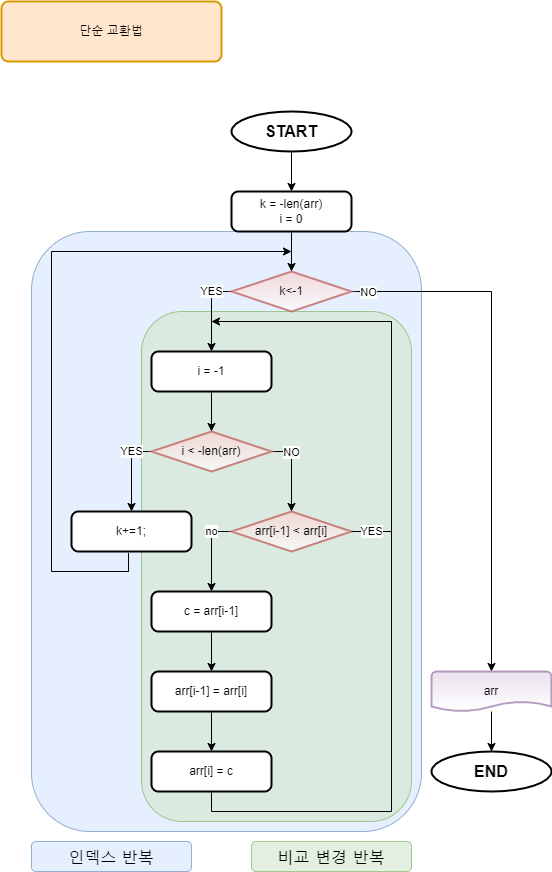 단순 교환법
START
k = -len(arr)
i = 0
k<-1
YES
NO
i = -1
i < -len(arr)
YES
NO
k+=1;
arr[i-1] < arr[i]
no
YES
c = arr[i-1]
arr[i-1] = arr[i]
arr[i] = c
arr
END
인덱스 반복
비교 변경 반복